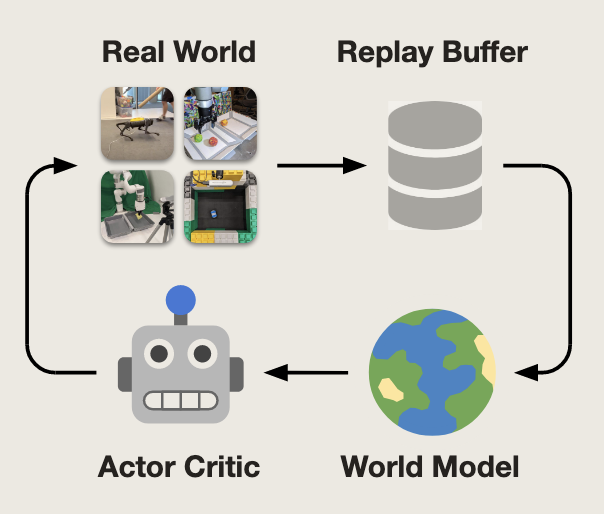 Real World
Replay Buffer
Actor Critic
World Model